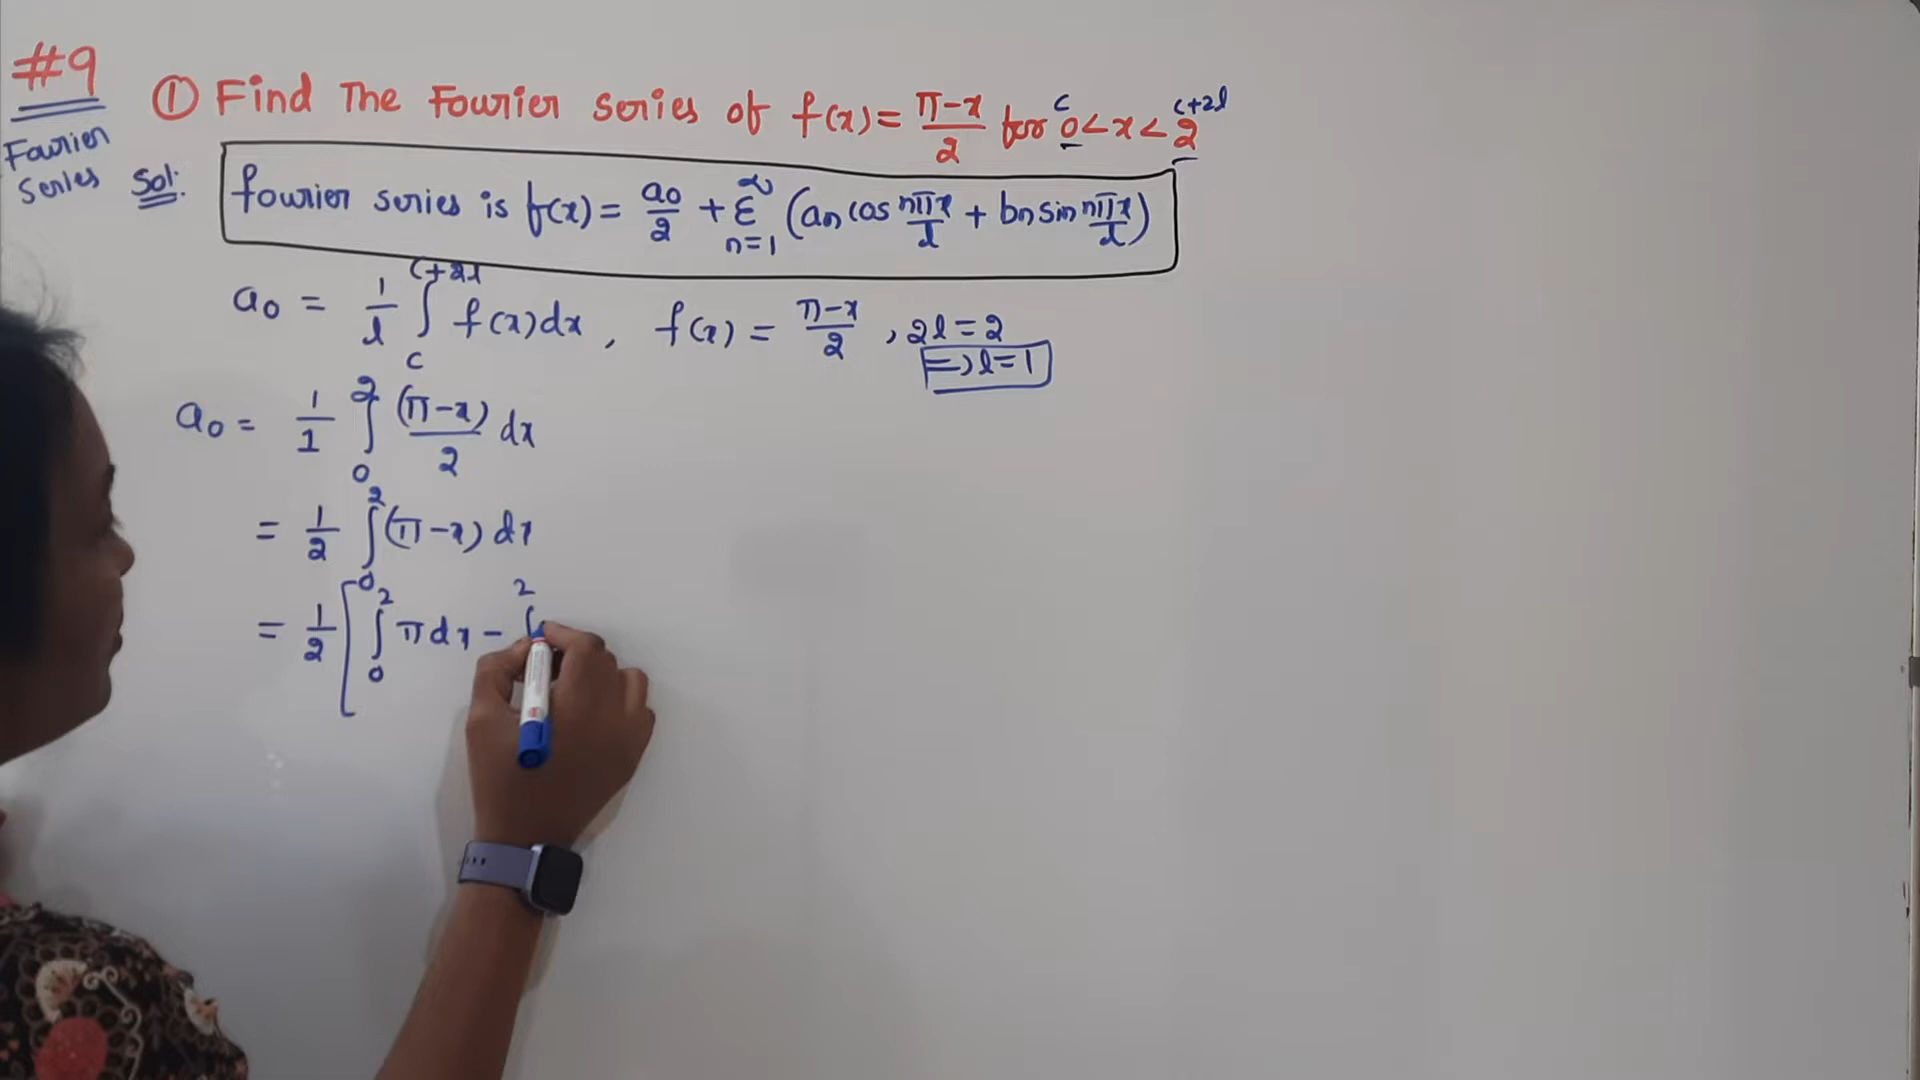 #9
Fourier
Series
① Find The Fourier Series of f(x)= π-x/2 for 0<x<2
c c+2l
Sol:
fourier series is f(x)= a0/2 + Σ n=1 ∞ (an cos nπx/l + bn sin nπx/l)
a0 = 1/l ∫ c c+2l f(x)dx , f(x) = π-x/2 , 2l=2
=> l=1
a0 = 1/1 ∫ 0 2 (π-x)/2 dx
= 1/2 ∫ 0 2 (π-x) dx
= 1/2 [ ∫ 0 2 π dx - ∫ 2